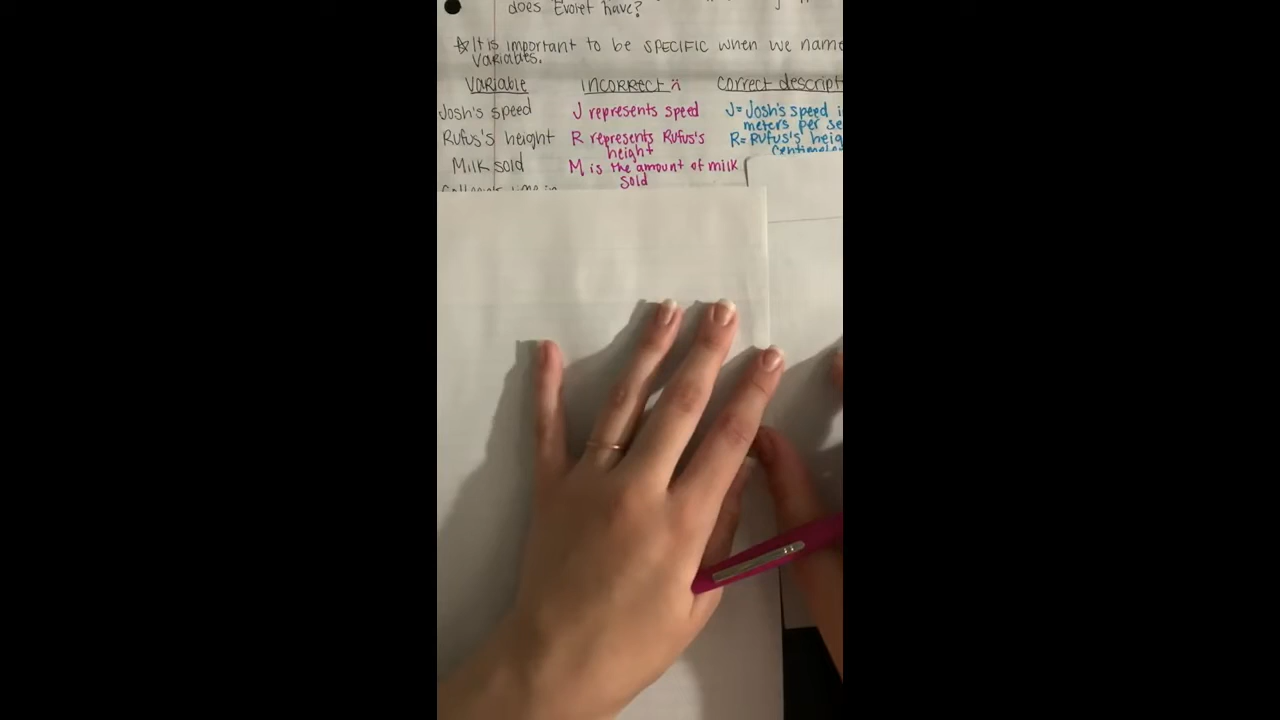 does Evoret have?
☆It is important to be SPECIFIC when we name
variables.
Variable INCORRECT Correct descript
Josh's speed J represents speed J= Josh's speed i
meters per se
Rufus's height R represents Rufus's R= Rufus's heig
height centimete
Milk sold M is the amount of milk
sold